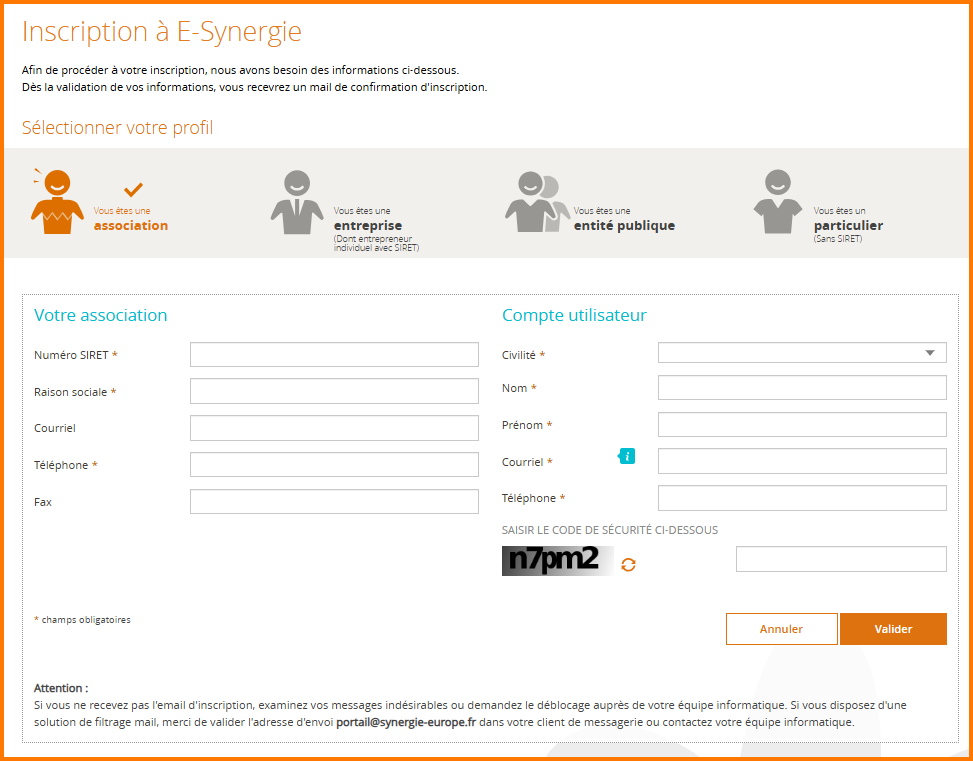 Inscription à E-Synergie
Afin de procéder à votre inscription, nous avons besoin des informations ci-dessous.
Dès la validation de vos informations, vous recevrez un mail de confirmation d'inscription.
Sélectionner votre profil
Vous êtes une
association
Vous êtes une
entreprise
(Dont entrepreneur
individuel avec SIRET)
Vous êtes une
entité publique
Vous êtes un
particulier
(Sans SIRET)
Votre association
Numéro SIRET *
Raison sociale *
Courriel
Téléphone *
Fax
Compte utilisateur
Civilité *
Nom *
Prénom *
Courriel *
i
Téléphone *
SAISIR LE CODE DE SÉCURITÉ CI-DESSOUS
n7pm2
* champs obligatoires
Annuler
Valider
Attention :
Si vous ne recevez pas l'email d'inscription, examinez vos messages indésirables ou demandez le déblocage auprès de votre équipe informatique. Si vous disposez d'une
solution de filtrage mail, merci de valider l'adresse d'envoi portail@synergie-europe.fr dans votre client de messagerie ou contactez votre équipe informatique.